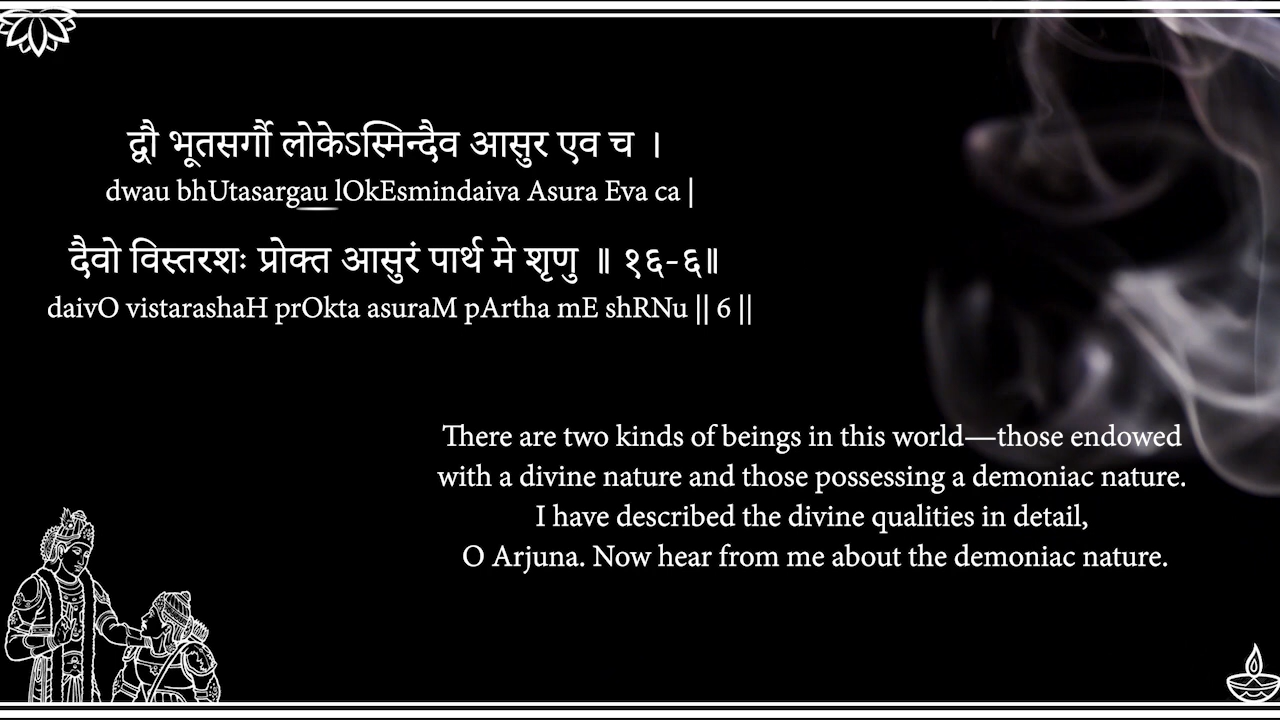 द्वौ भूतसर्गौ लोकेऽस्मिन्दैव आसुर एव च ।
dwau bhUtasargau lOkEsmindaiva Asura Eva ca |
दैवो विस्तरशः प्रोक्त आसुरं पार्थ मे शृणु ॥ १६-६॥
daivO vistarashaH prOkta asuraM pArtha mE shRNu || 6 ||
There are two kinds of beings in this world—those endowed
with a divine nature and those possessing a demoniac nature.
I have described the divine qualities in detail,
O Arjuna. Now hear from me about the demoniac nature.